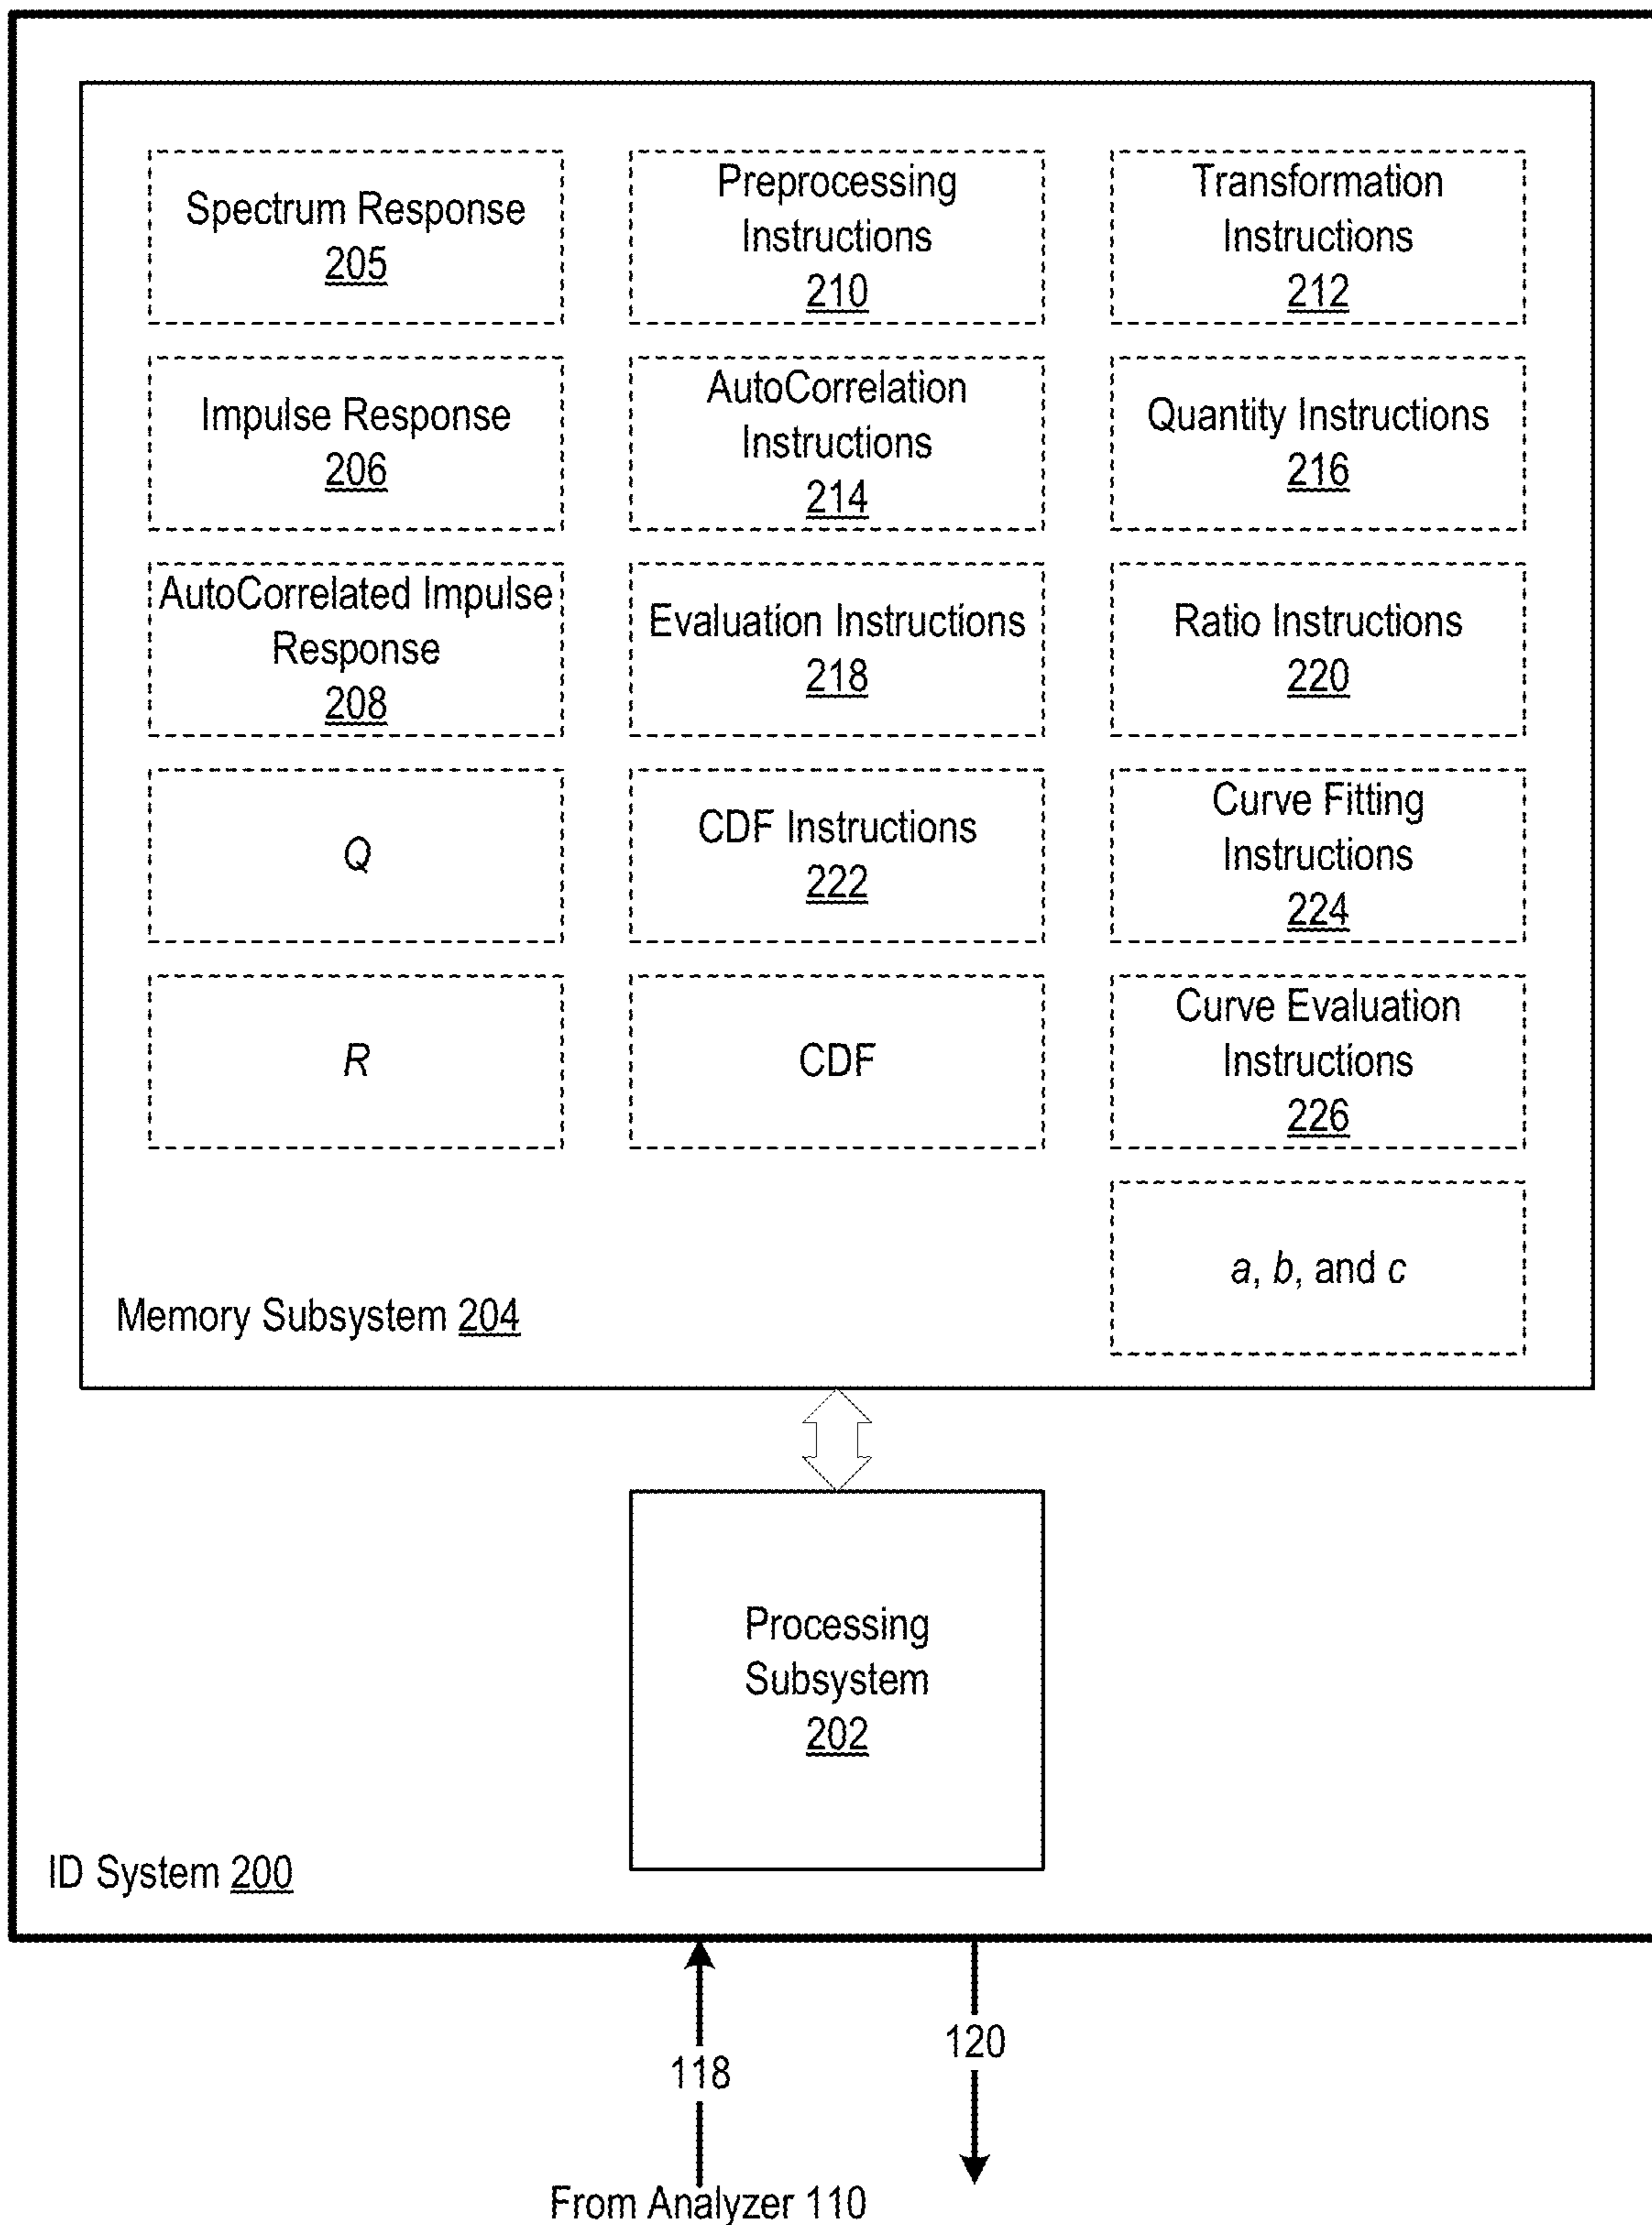 Spectrum Response
205
Preprocessing
Instructions
210
Transformation
Instructions
212
Impulse Response
206
AutoCorrelation
Instructions
214
Quantity Instructions
216
AutoCorrelated Impulse
Response
208
Evaluation Instructions
218
Ratio Instructions
220
Q
CDF Instructions
222
Curve Fitting
Instructions
224
R
CDF
Curve Evaluation
Instructions
226
a, b, and c
Memory Subsystem 204
Processing
Subsystem
202
ID System 200
118
120
From Analyzer 110